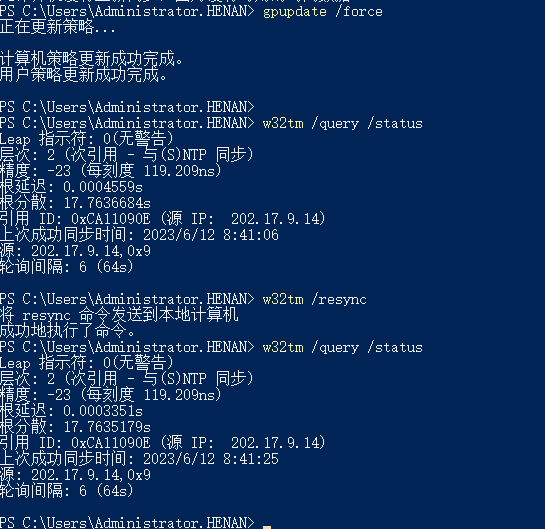 PS C:\Users\Administrator.HENAN> gpupdate /force
正在更新策略...
计算机策略更新成功完成。
用户策略更新成功完成。
PS C:\Users\Administrator.HENAN>
PS C:\Users\Administrator.HENAN> w32tm /query /status
Leap 指示符: 0(无警告)
层次: 2 (次引用 - 与(S)NTP 同步)
精度: -23 (每刻度 119.209ns)
根延迟: 0.0004559s
根分散: 17.7636684s
引用 ID: 0xCA11090E (源 IP:  202.17.9.14)
上次成功同步时间: 2023/6/12 8:41:06
源: 202.17.9.14,0x9
轮询间隔: 6 (64s)
PS C:\Users\Administrator.HENAN> w32tm /resync
将 resync 命令发送到本地计算机
成功地执行了命令。
PS C:\Users\Administrator.HENAN> w32tm /query /status
Leap 指示符: 0(无警告)
层次: 2 (次引用 - 与(S)NTP 同步)
精度: -23 (每刻度 119.209ns)
根延迟: 0.0003351s
根分散: 17.7635179s
引用 ID: 0xCA11090E (源 IP:  202.17.9.14)
上次成功同步时间: 2023/6/12 8:41:25
源: 202.17.9.14,0x9
轮询间隔: 6 (64s)
PS C:\Users\Administrator.HENAN>